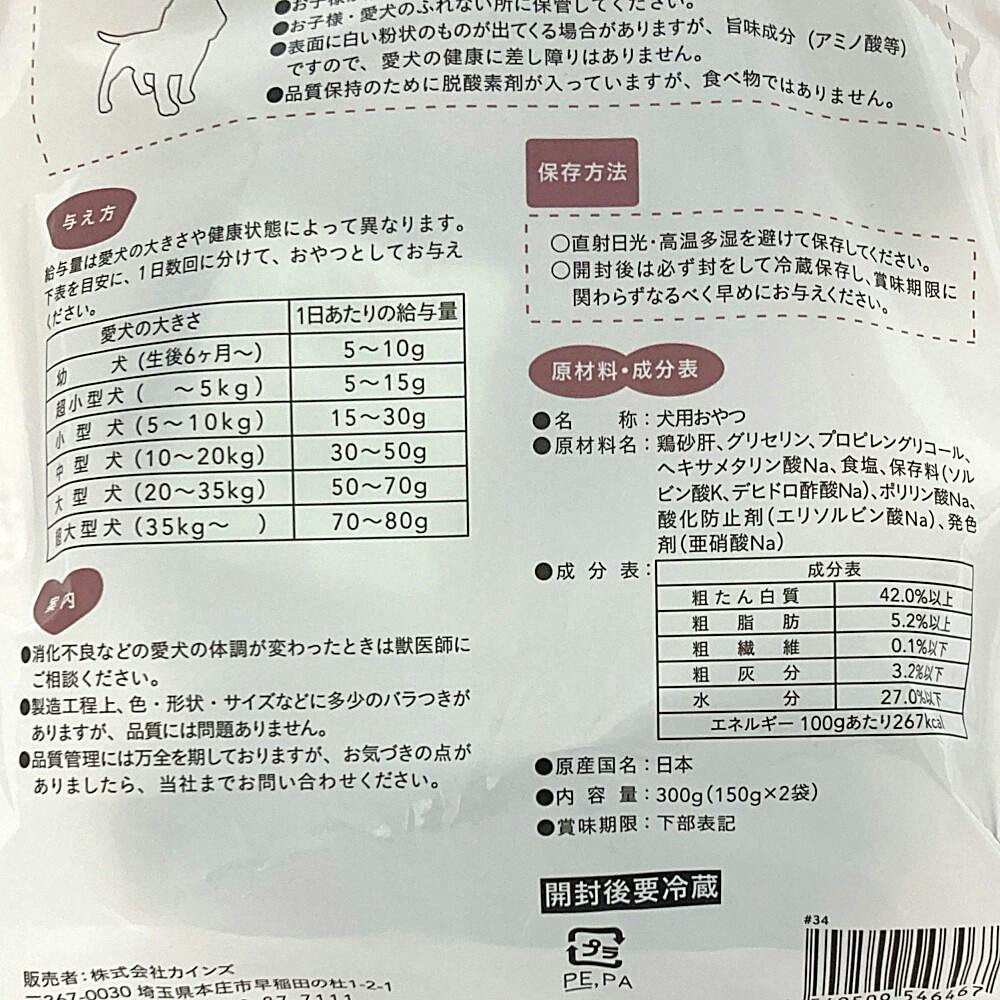 ●お子様・愛犬のふれない所に保管してください。
●表面に白い粉状のものが出てくる場合がありますが、旨味成分（アミノ酸等）
ですので、愛犬の健康に差し障りはありません。
●品質保持のために脱酸素剤が入っていますが、食べ物ではありません。
与え方
給与量は愛犬の大きさや健康状態によって異なります。
下表を目安に、1日数回に分けて、おやつとしてお与え
ください。
愛犬の大きさ 1日あたりの給与量
幼犬（生後6ヶ月〜） 5〜10g
超小型犬（ 〜5kg） 5〜15g
小型犬（5〜10kg） 15〜30g
中型犬（10〜20kg） 30〜50g
大型犬（20〜35kg） 50〜70g
超大型犬（35kg〜 ） 70〜80g
案内
●消化不良などの愛犬の体調が変わったときは獣医師に
ご相談ください。
●製造工程上、色・形状・サイズなどに多少のバラつきが
ありますが、品質には問題ありません。
●品質管理には万全を期しておりますが、お気づきの点が
ありましたら、当社までお問い合わせください。
販売者：株式会社カインズ
〒367-0030 埼玉県本庄市早稲田の杜1-2-1
保存方法
○直射日光・高温多湿を避けて保存してください。
○開封後は必ず封をして冷蔵保存し、賞味期限に
関わらずなるべく早めにお与えください。
原材料・成分表
●名称：犬用おやつ
●原材料名：鶏砂肝、グリセリン、プロピレングリコール、
ヘキサメタリン酸Na、食塩、保存料（ソル
ビン酸K、デヒドロ酢酸Na）、ポリリン酸Na、
酸化防止剤（エリソルビン酸Na）、発色
剤（亜硝酸Na）
●成分表：
成分表
粗たん白質 42.0%以上
粗脂肪 5.2%以上
粗繊維 0.1%以下
粗灰分 3.2%以下
水分 27.0%以下
エネルギー 100gあたり267kcal
●原産国名：日本
●内容量：300g（150g×2袋）
●賞味期限：下部表記
開封後要冷蔵
プラ
PE,PA
#34